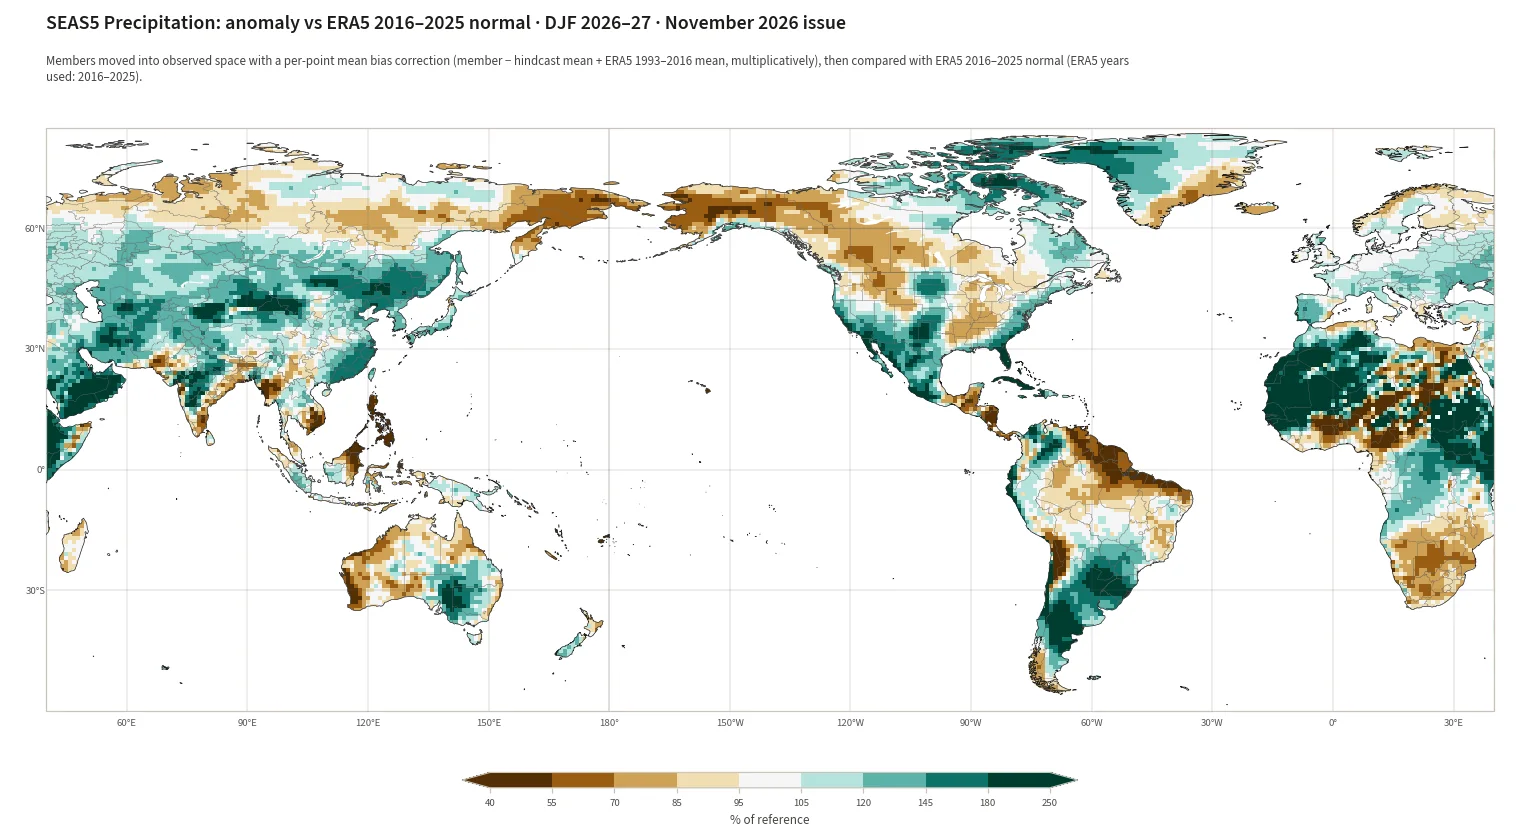 SEAS5 Precipitation: anomaly vs ERA5 2016–2025 normal · DJF 2026–27 · November 2026 issue
Members moved into observed space with a per-point mean bias correction (member − hindcast mean + ERA5 1993–2016 mean, multiplicatively), then compared with ERA5 2016–2025 normal (ERA5 years
used: 2016–2025).
60°N
30°N
0°
30°S
60°E 90°E 120°E 150°E 180° 150°W 120°W 90°W 60°W 30°W 0° 30°E
40 55 70 85 95 105 120 145 180 250
% of reference